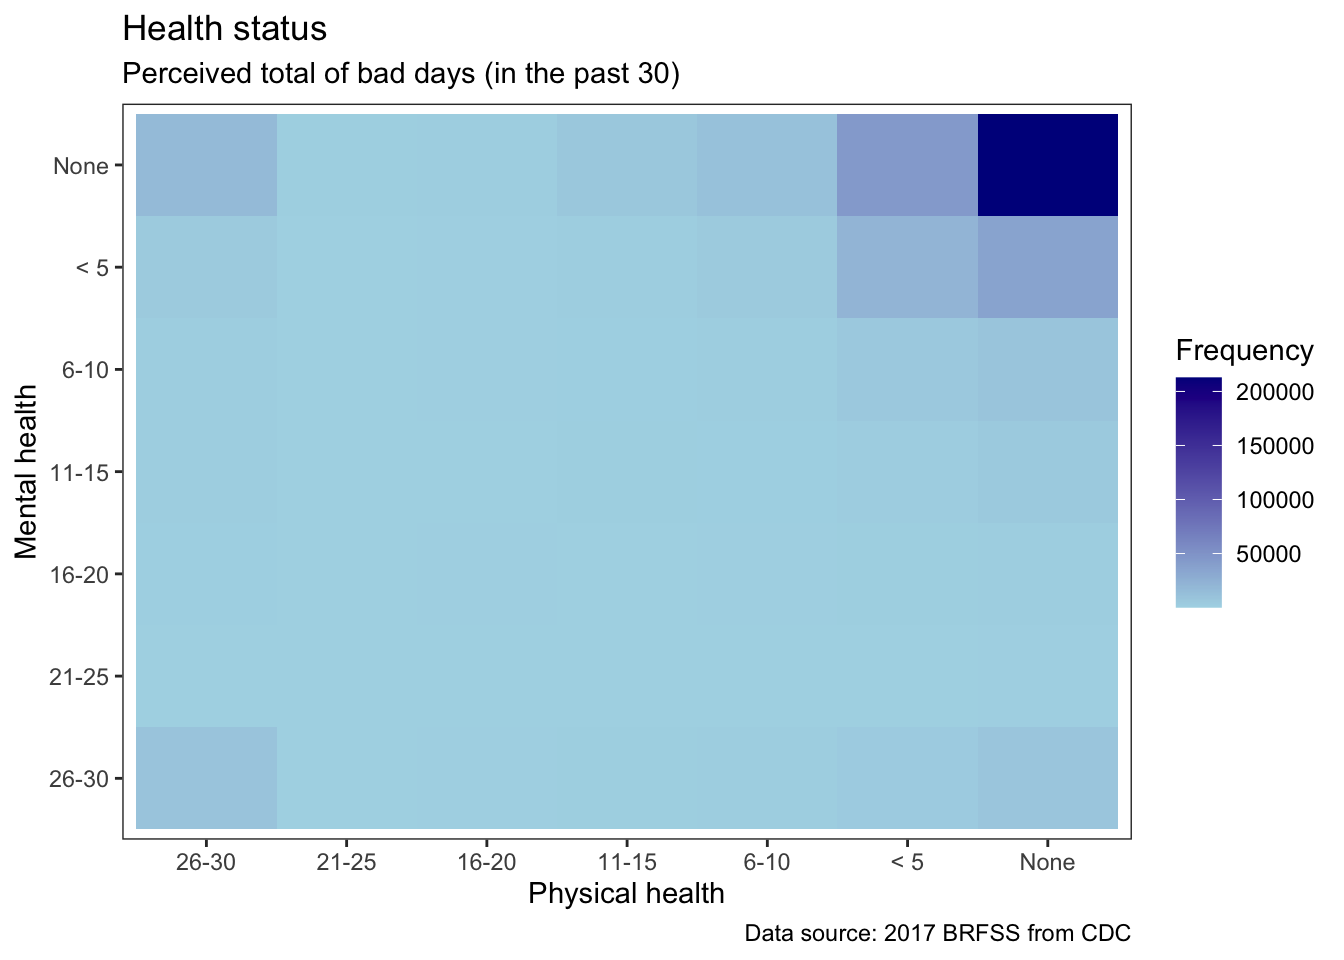 Health status
Perceived total of bad days (in the past 30)
None
< 5
6-10
11-15
16-20
21-25
26-30
Mental health
26-30 21-25 16-20 11-15 6-10 < 5 None
Physical health
Frequency
200000
150000
100000
50000
Data source: 2017 BRFSS from CDC